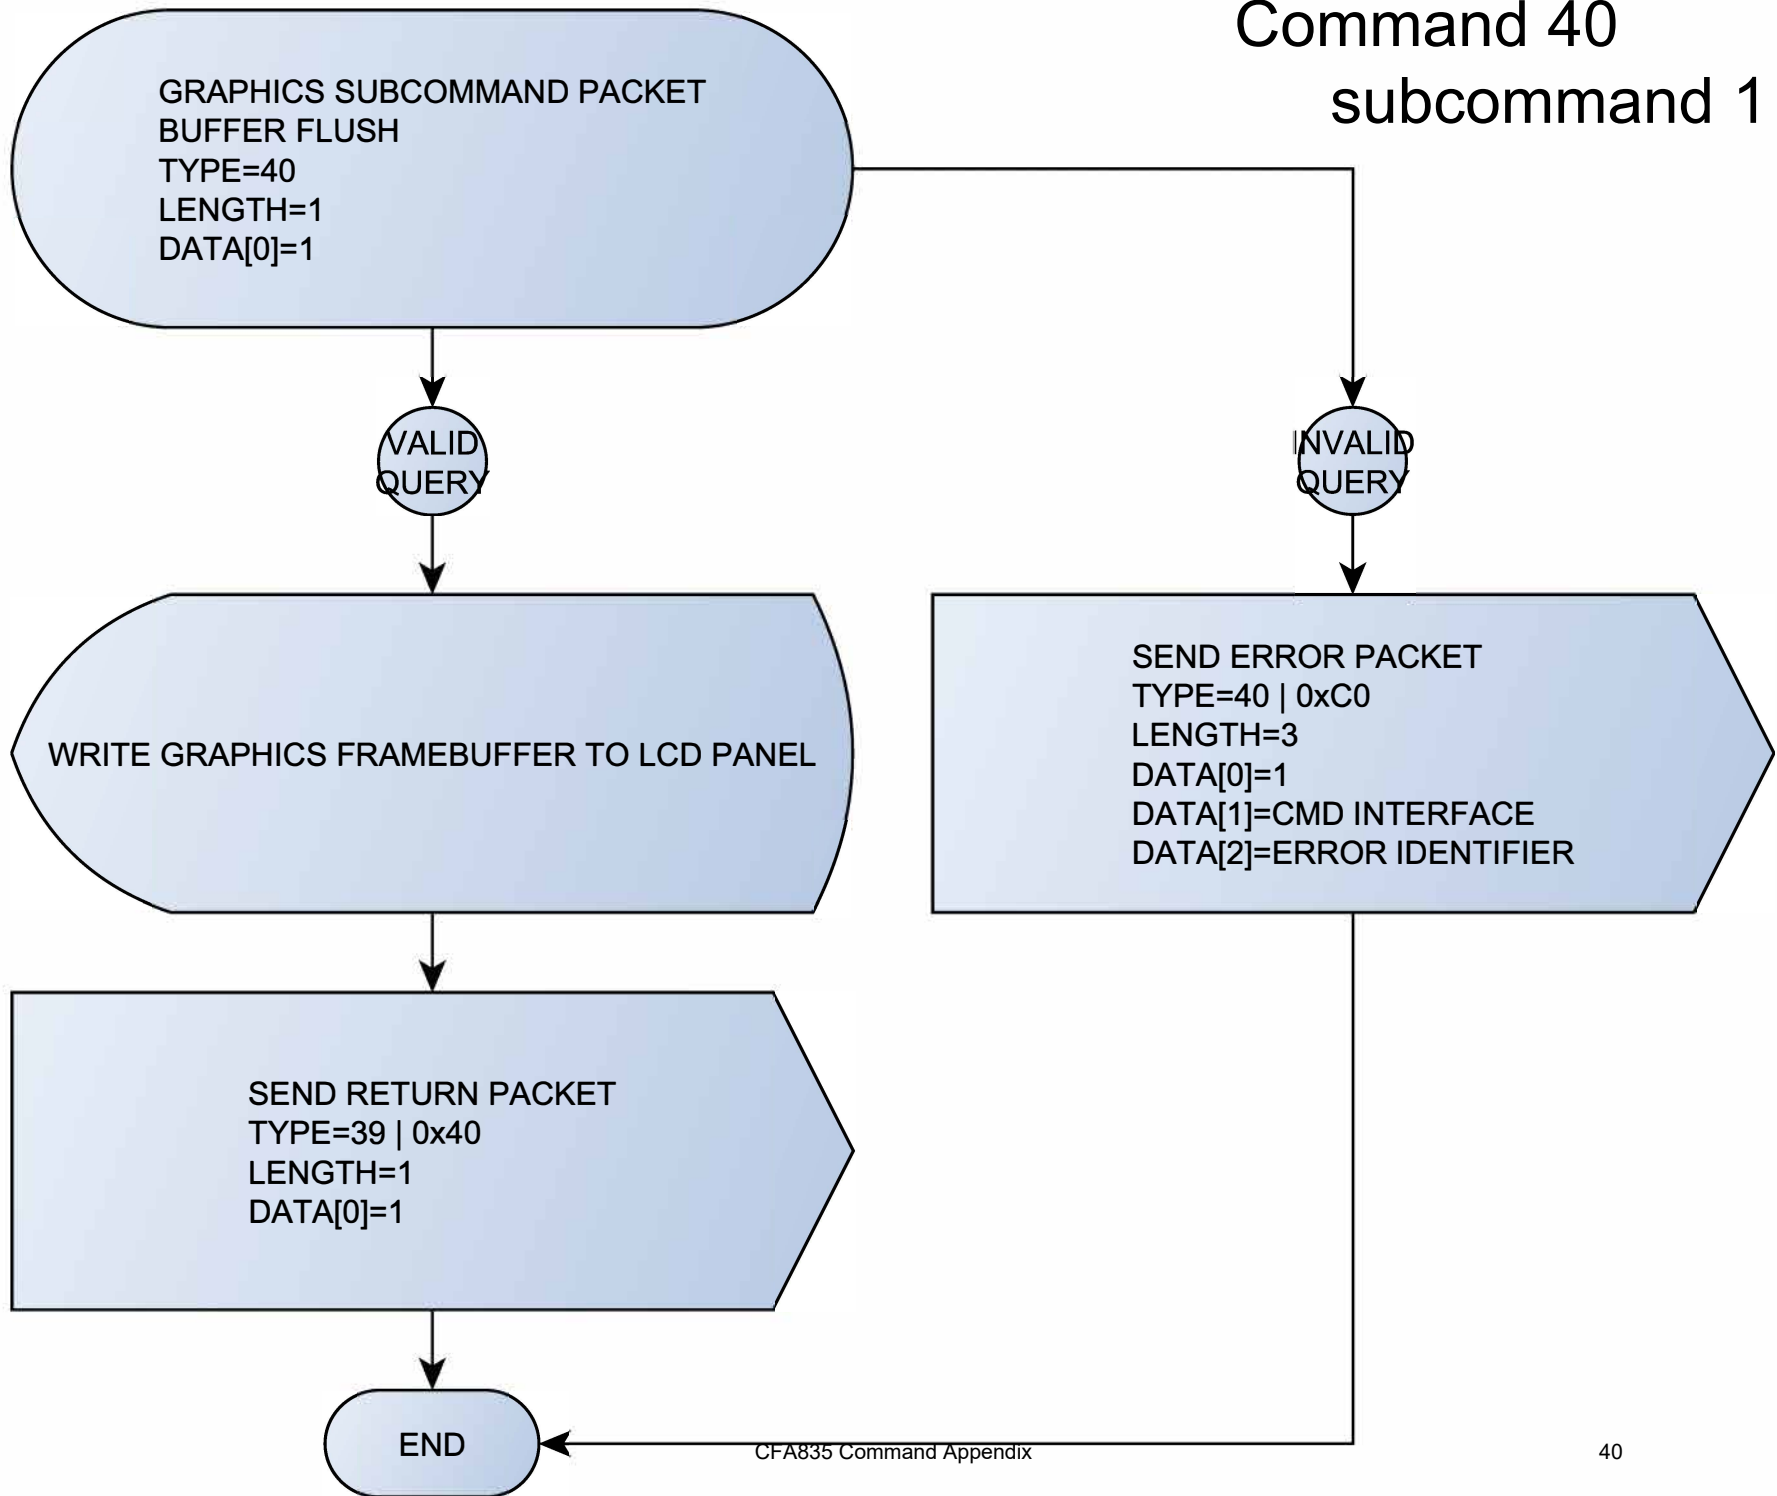 Command 40
subcommand 1
GRAPHICS SUBCOMMAND PACKET
BUFFER FLUSH
TYPE=40
LENGTH=1
DATA[0]=1
VALID
QUERY
INVALID
QUERY
WRITE GRAPHICS FRAMEBUFFER TO LCD PANEL
SEND ERROR PACKET
TYPE=40 | 0xC0
LENGTH=3
DATA[0]=1
DATA[1]=CMD INTERFACE
DATA[2]=ERROR IDENTIFIER
SEND RETURN PACKET
TYPE=39 | 0x40
LENGTH=1
DATA[0]=1
END
CFA835 Command Appendix
40